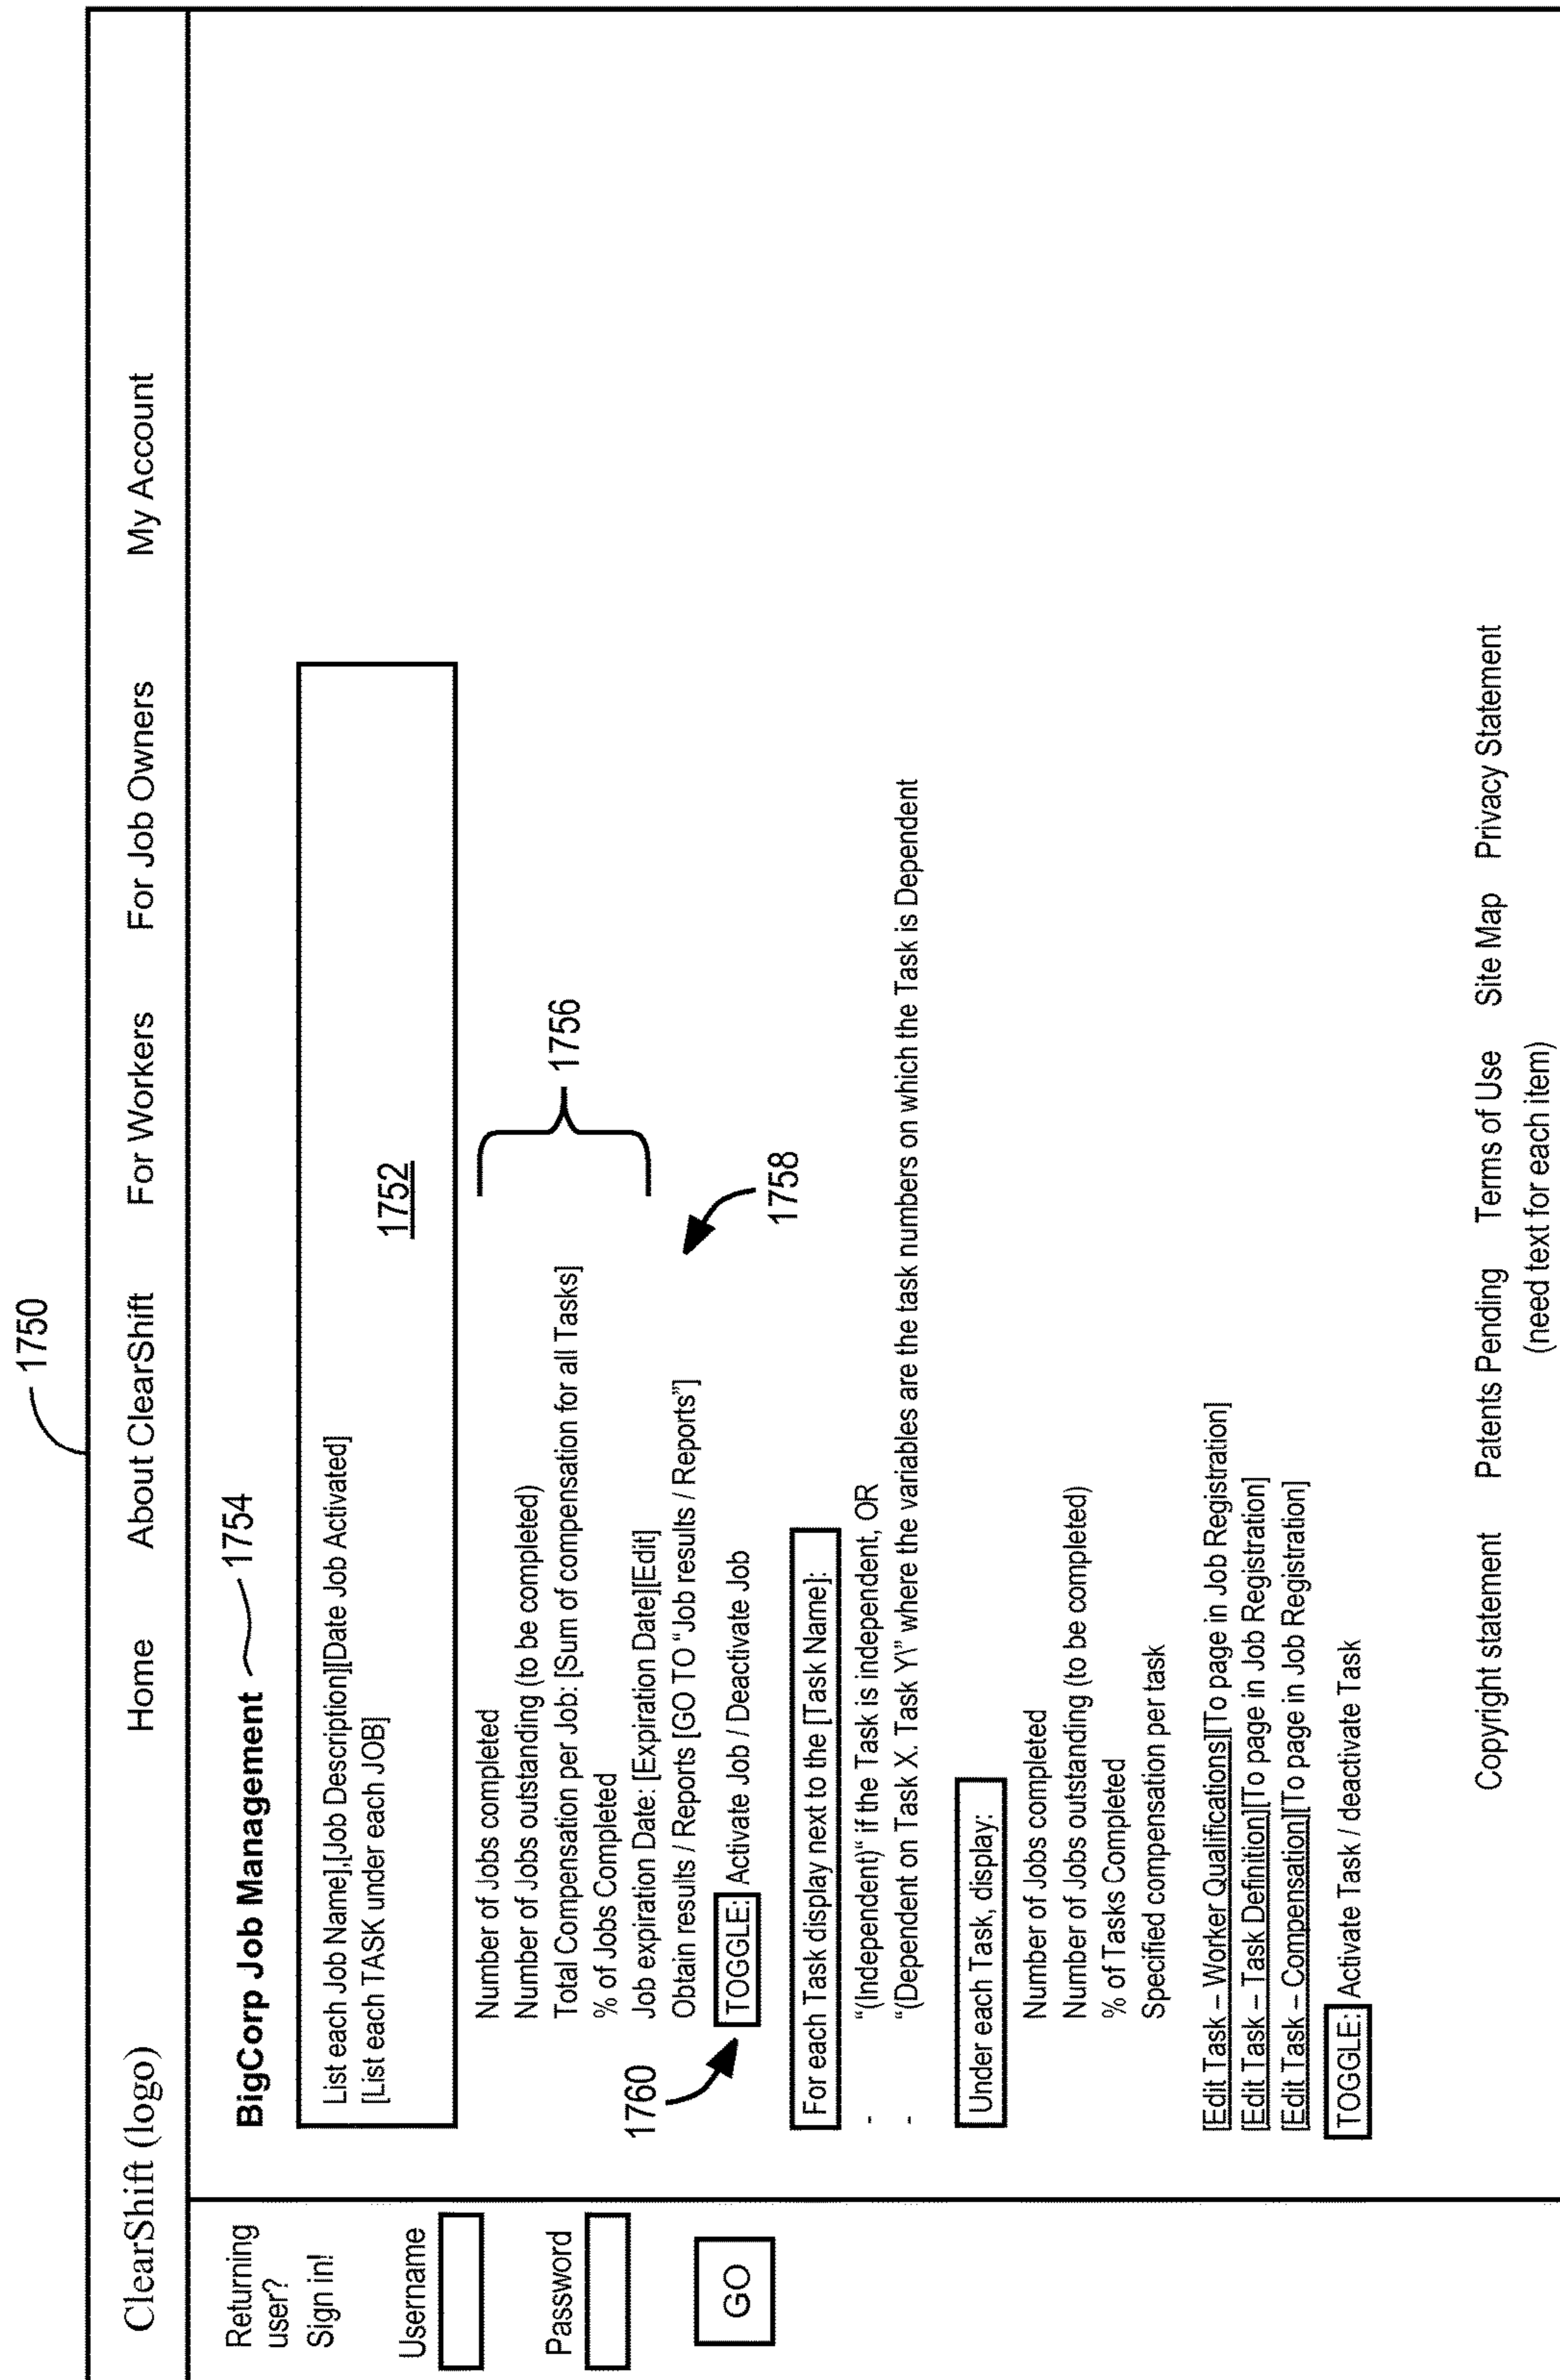 1750
ClearShift (logo) Home About ClearShift For Workers For Job Owners My Account
Returning
user?
Sign in!
Username
Password
GO
BigCorp Job Management 1754
List each Job Name],[Job Description][Date Job Activated]
[List each TASK under each JOB]
1752
Number of Jobs completed
Number of Jobs outstanding (to be completed)
Total Compensation per Job: [Sum of compensation for all Tasks]
% of Jobs Completed
1756
Job expiration Date: [Expiration Date][Edit]
Obtain results / Reports [GO TO "Job results / Reports"]
1758
1760
TOGGLE: Activate Job / Deactivate Job
For each Task display next to the [Task Name]:
- “(Independent)“ if the Task is independent, OR
- “(Dependent on Task X. Task Y\” where the variables are the task numbers on which the Task is Dependent
Under each Task, display:
Number of Jobs completed
Number of Jobs outstanding (to be completed)
% of Tasks Completed
Specified compensation per task
[Edit Task – Worker Qualifications][To page in Job Registration]
[Edit Task – Task Definition][To page in Job Registration]
[Edit Task – Compensation][To page in Job Registration]
TOGGLE: Activate Task / deactivate Task
Copyright statement Patents Pending Terms of Use Site Map Privacy Statement
(need text for each item)